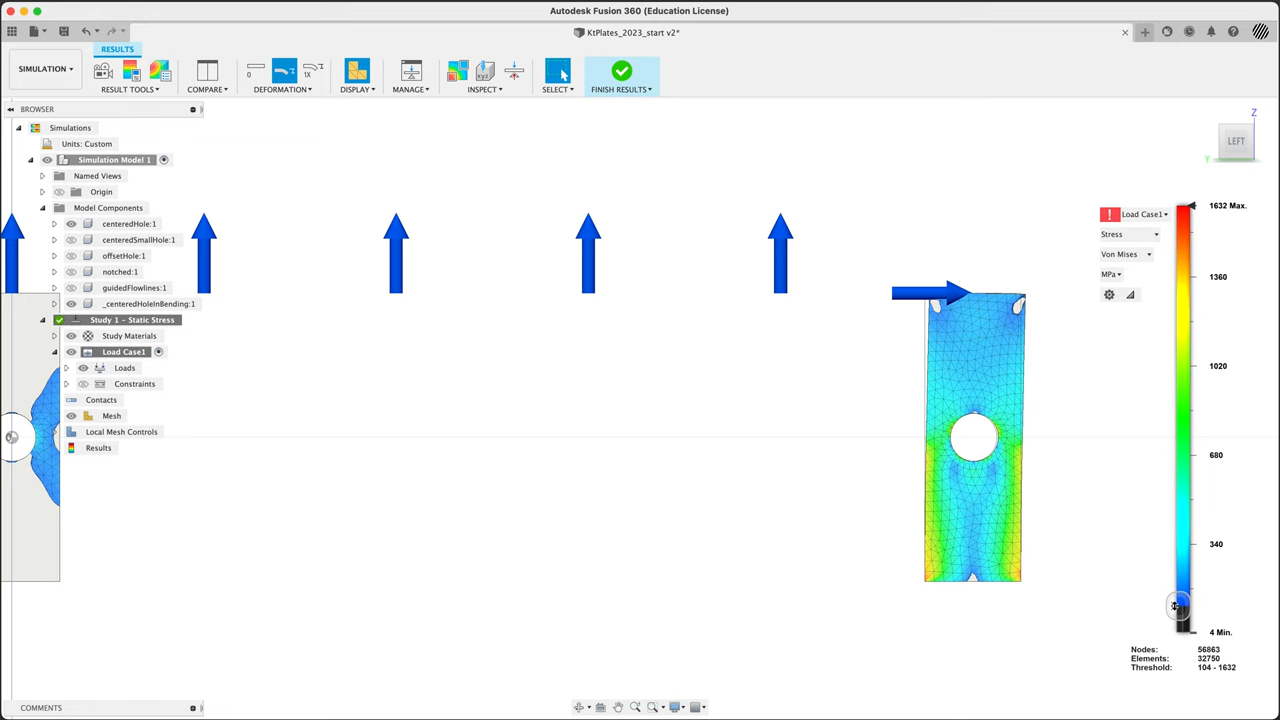 Autodesk Fusion 360 (Education License)
KtPlates_2023_start v2*
RESULTS
SIMULATION
RESULT TOOLS
COMPARE
DEFORMATION
DISPLAY
MANAGE
INSPECT
SELECT
FINISH RESULTS
1X
xyz
BROWSER
Simulations
Units: Custom
Simulation Model 1
Named Views
Origin
Model Components
centeredHole:1
centeredSmallHole:1
offsetHole:1
notched:1
guidedFlowlines:1
_centeredHoleInBending:1
Study 1 - Static Stress
Study Materials
Load Case1
Loads
Constraints
Contacts
Mesh
Local Mesh Controls
Results
Z
LEFT
Y
Load Case1
Stress
Von Mises
MPa
1632 Max.
1360
1020
680
340
4 Min.
Nodes: 56863
Elements: 32750
Threshold: 104 - 1632
COMMENTS